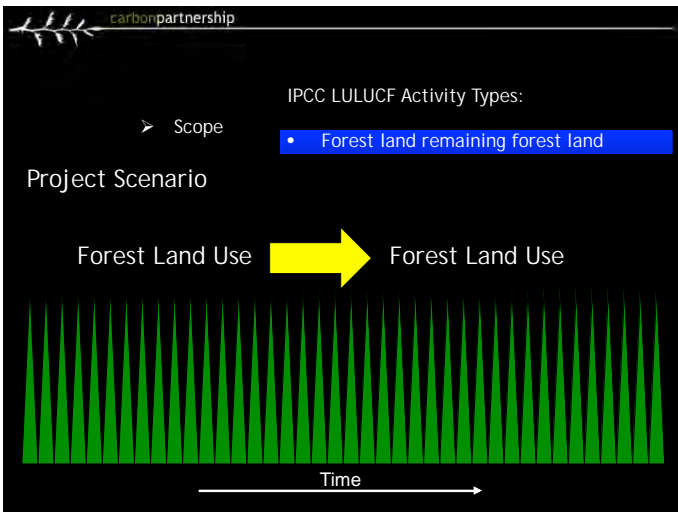 carbonpartnership
IPCC LULUCF Activity Types:
➢ Scope
• Forest land remaining forest land
Project Scenario
Forest Land Use
Forest Land Use
Time